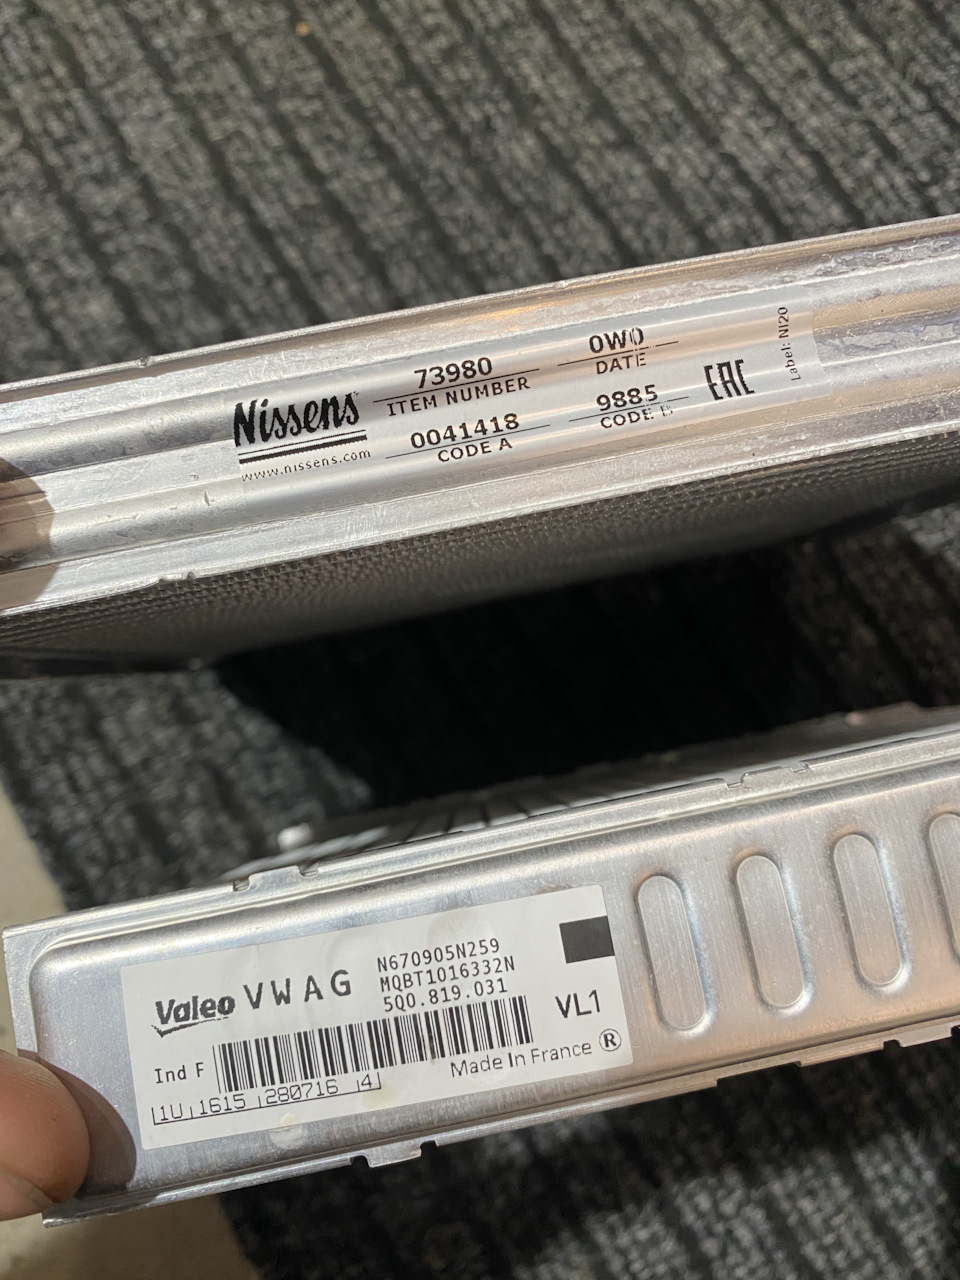 Nissens
www.nissens.com
73980
ITEM NUMBER
0041418
CODE A
DATE
9885
CODE
EAC
Label: NI20
Valeo VWAG
N670905N259
MQBT1016332N
5Q0.819.031
VL1
Ind F
Made In France ®
1U 1615 280716 4